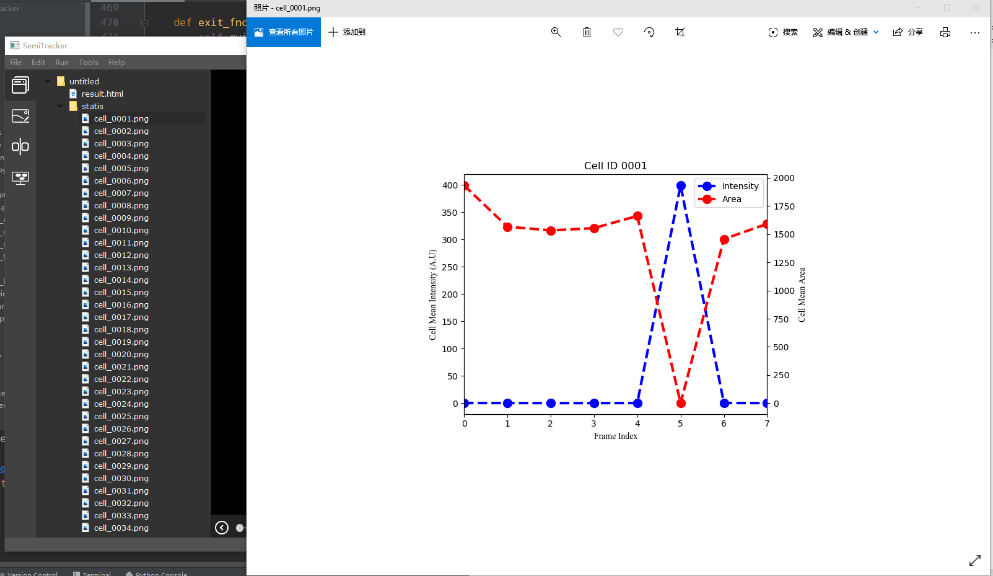 acker
469
470 def exit_fno
照片 - cell_0001.png
查看所有照片 添加到 搜索 编辑 & 创建 分享
SemiTracker
File Edit Run Tools Help
untitled
result.html
statis
cell_0001.png
cell_0002.png
cell_0003.png
cell_0004.png
cell_0005.png
cell_0006.png
cell_0007.png
cell_0008.png
cell_0009.png
cell_0010.png
cell_0011.png
cell_0012.png
cell_0013.png
cell_0014.png
cell_0015.png
cell_0016.png
cell_0017.png
cell_0018.png
cell_0019.png
cell_0020.png
cell_0021.png
cell_0022.png
cell_0023.png
cell_0024.png
cell_0025.png
cell_0026.png
cell_0027.png
cell_0028.png
cell_0029.png
cell_0030.png
cell_0031.png
cell_0032.png
cell_0033.png
cell_0034.png
Cell ID 0001
Intensity
Area
400
350
300
250
200
150
100
50
0
Cell Mean Intensity (A.U)
2000
1750
1500
1250
1000
750
500
250
0
Cell Mean Area
0 1 2 3 4 5 6 7
Frame Index
Version Control Terminal Python Console